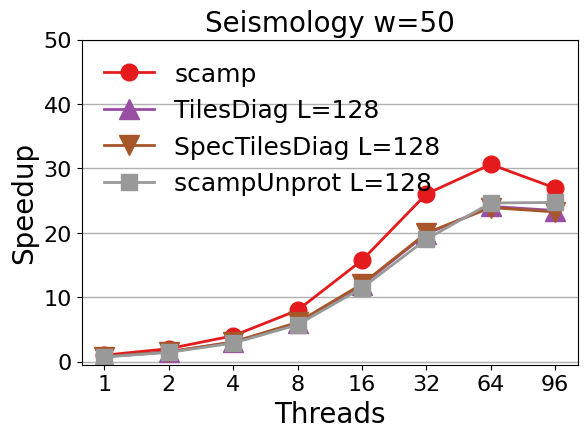 Seismology w=50
50
40
30
20
10
0
Speedup
scamp
TilesDiag L=128
SpecTilesDiag L=128
scampUnprot L=128
1 2 4 8 16 32 64 96
Threads